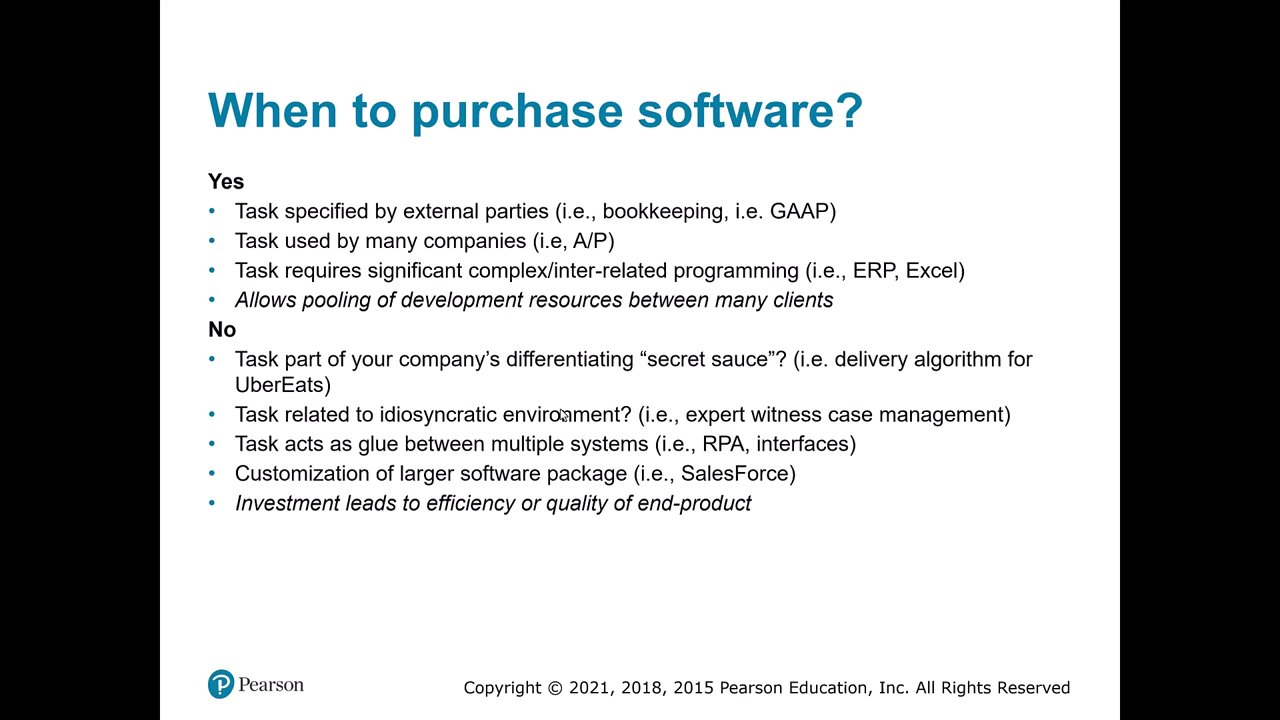 When to purchase software?
Yes
• Task specified by external parties (i.e., bookkeeping, i.e. GAAP)
• Task used by many companies (i.e, A/P)
• Task requires significant complex/inter-related programming (i.e., ERP, Excel)
• Allows pooling of development resources between many clients
No
• Task part of your company’s differentiating “secret sauce”? (i.e. delivery algorithm for
UberEats)
• Task related to idiosyncratic environment? (i.e., expert witness case management)
• Task acts as glue between multiple systems (i.e., RPA, interfaces)
• Customization of larger software package (i.e., SalesForce)
• Investment leads to efficiency or quality of end-product
Pearson
Copyright © 2021, 2018, 2015 Pearson Education, Inc. All Rights Reserved